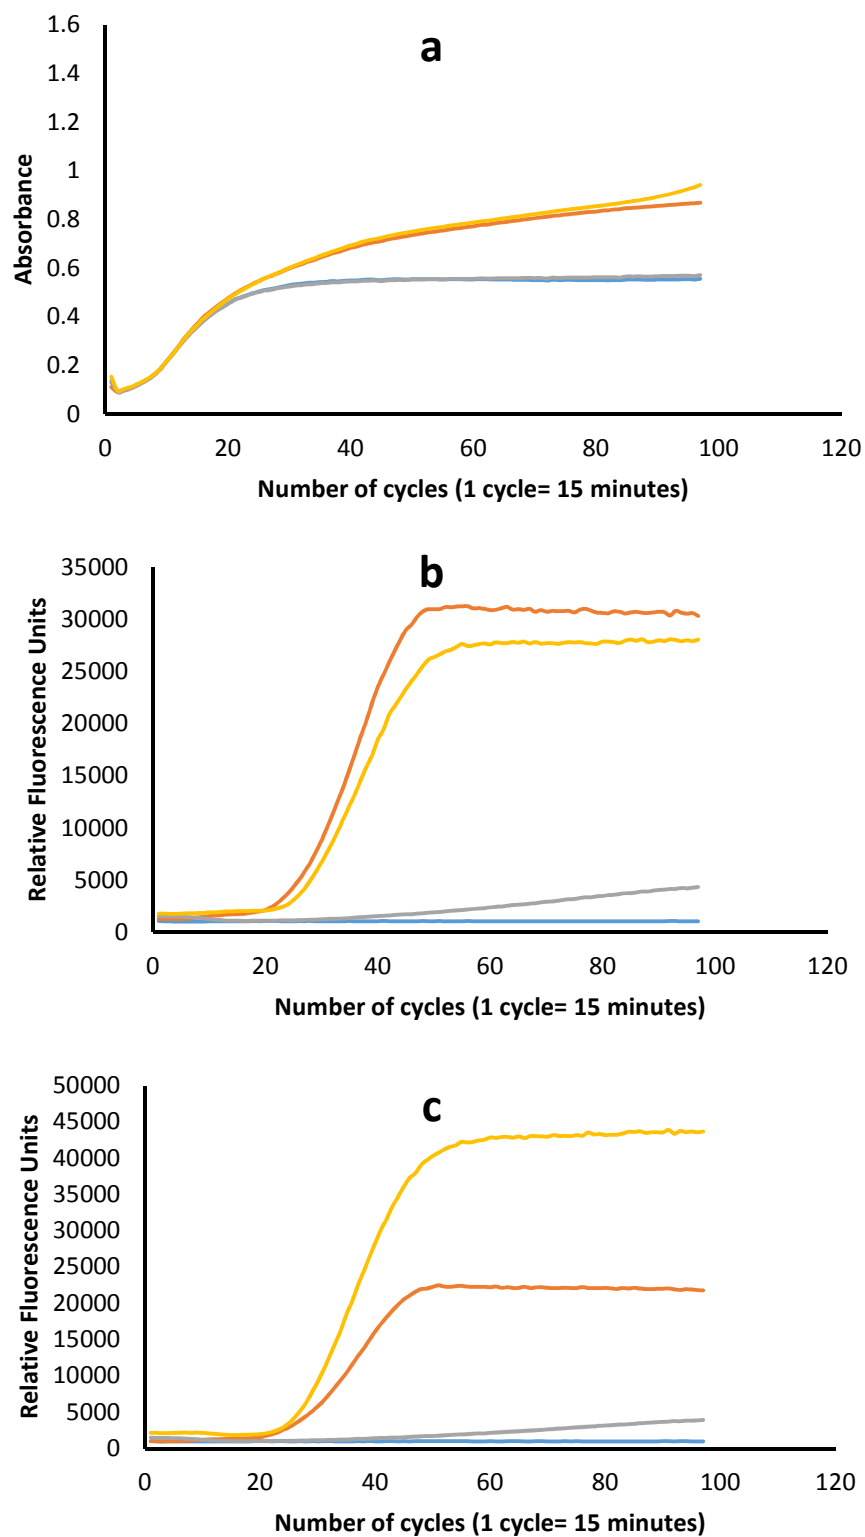 a
1.6
1.4
1.2
1
0.8
0.6
0.4
0.2
0
Absorbance
0 20 40 60 80 100 120
Number of cycles (1 cycle= 15 minutes)
b
35000
30000
25000
20000
15000
10000
5000
0
Relative Fluorescence Units
0 20 40 60 80 100 120
Number of cycles (1 cycle= 15 minutes)
c
50000
45000
40000
35000
30000
25000
20000
15000
10000
5000
0
Relative Fluorescence Units
0 20 40 60 80 100 120
Number of cycles (1 cycle= 15 minutes)